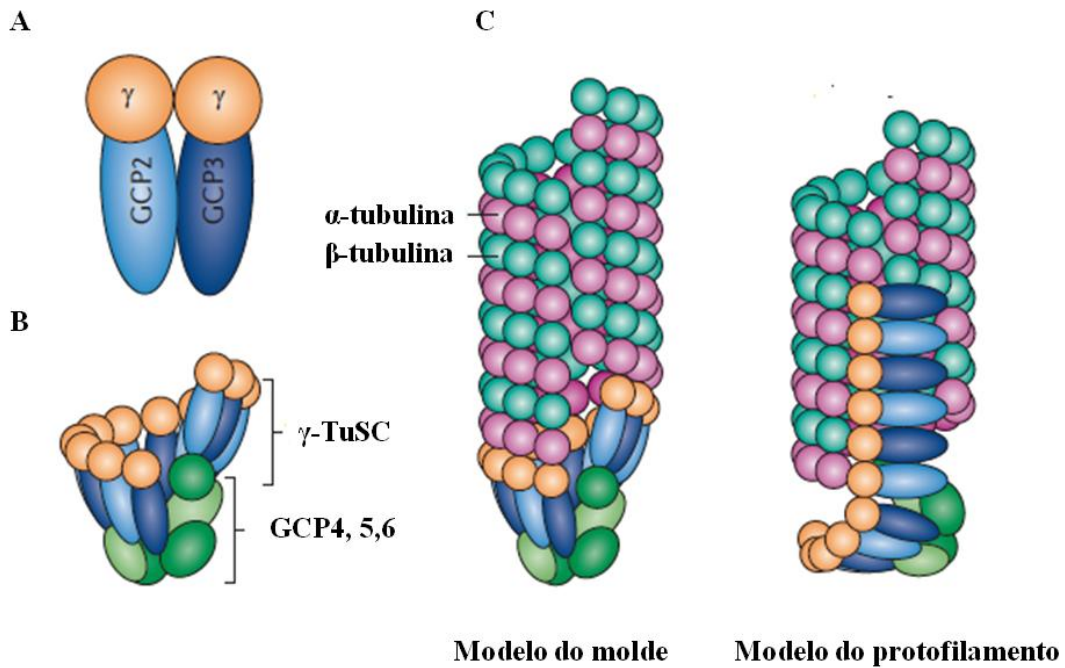 A
C
γ
γ
GCP2
GCP3
α-tubulina
β-tubulina
B
γ-TuSC
GCP4, 5,6
Modelo do molde
Modelo do protofilamento